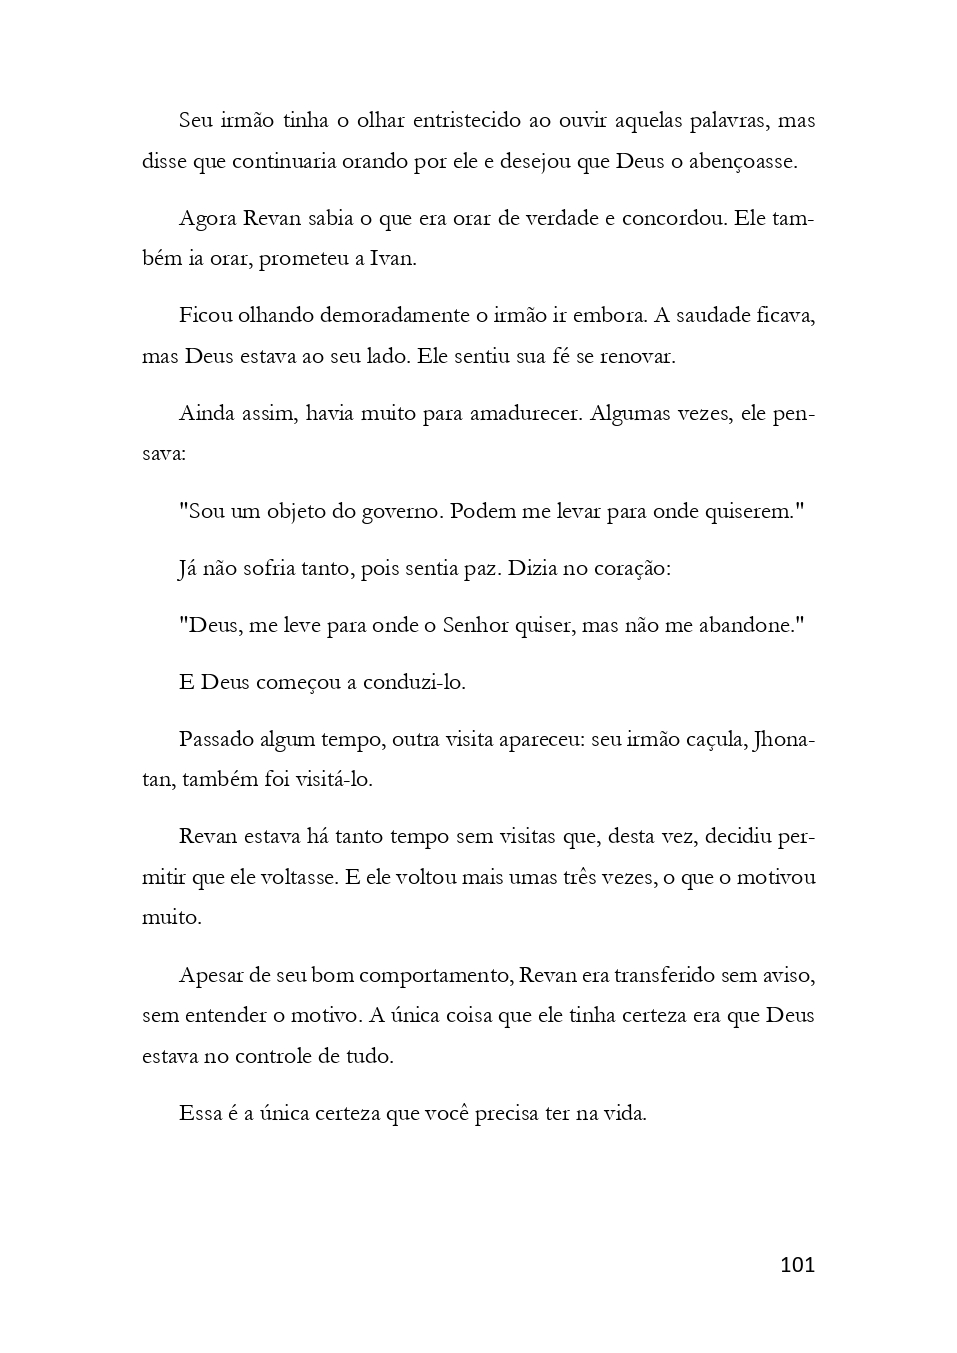 Seu irmão tinha o olhar entristecido ao ouvir aquelas palavras, mas
disse que continuaria orando por ele e desejou que Deus o abençoasse.
Agora Revan sabia o que era orar de verdade e concordou. Ele tam-
bém ia orar, prometeu a Ivan.
Ficou olhando demoradamente o irmão ir embora. A saudade ficava,
mas Deus estava ao seu lado. Ele sentiu sua fé se renovar.
Ainda assim, havia muito para amadurecer. Algumas vezes, ele pen-
sava:
"Sou um objeto do governo. Podem me levar para onde quiserem."
Já não sofria tanto, pois sentia paz. Dizia no coração:
"Deus, me leve para onde o Senhor quiser, mas não me abandone."
E Deus começou a conduzi-lo.
Passado algum tempo, outra visita apareceu: seu irmão caçula, Jhona-
tan, também foi visitá-lo.
Revan estava há tanto tempo sem visitas que, desta vez, decidiu per-
mitir que ele voltasse. E ele voltou mais umas três vezes, o que o motivou
muito.
Apesar de seu bom comportamento, Revan era transferido sem aviso,
sem entender o motivo. A única coisa que ele tinha certeza era que Deus
estava no controle de tudo.
Essa é a única certeza que você precisa ter na vida.
101